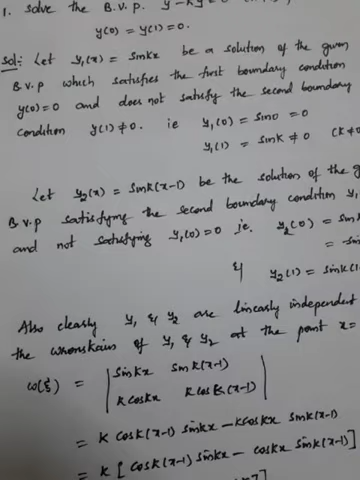 1. Solve the B.V.P.
y(0) = y(1) = 0.
Sol:- Let y₁(x) = sinkx be a solution of the given
B.V.P which satisfies the first boundary condition
y(0)=0 and does not satisfy the second boundary
condition y(1) ≠ 0. ie y₁(0) = sin0 = 0
y₁(1) = sink ≠ 0 (k≠0
Let y₂(x) = sink(x-1) be the solution of the
B.V.P satisfying the second boundary condition
and not satisfying y₁(0)=0 ie. y₂(0) = sin
= -sin
& y₂(1) = sink(1
Also clearly y₁ & y₂ are linearly independent
the wronskain of y₁ & y₂ at the point x =
ω(ξ) = | sinkx sink(x-1) |
| kcoskx kcosk(x-1) |
= k cosk(x-1) sinkx - kcoskx sink(x-1)
= k [ cosk(x-1) sinkx - coskx sink(x-1)]